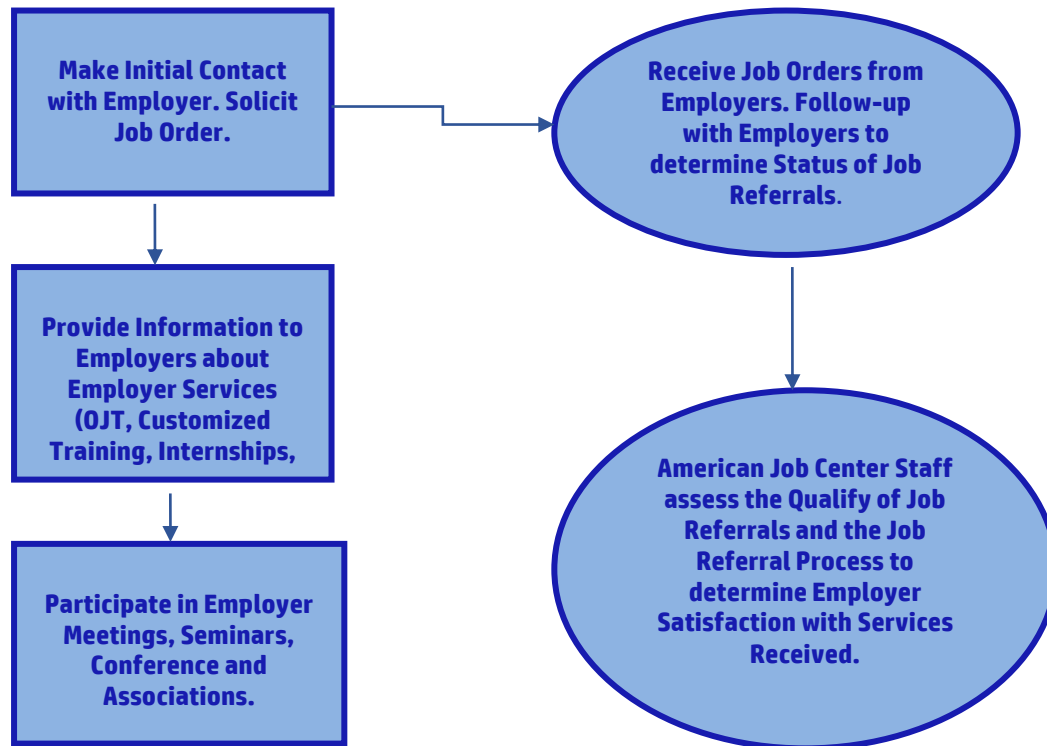 Make Initial Contact
with Employer. Solicit
Job Order.
Receive Job Orders from
Employers. Follow-up
with Employers to
determine Status of Job
Referrals.
Provide Information to
Employers about
Employer Services
(OJT, Customized
Training, Internships,
American Job Center Staff
assess the Qualify of Job
Referrals and the Job
Referral Process to
determine Employer
Satisfaction with Services
Received.
Participate in Employer
Meetings, Seminars,
Conference and
Associations.